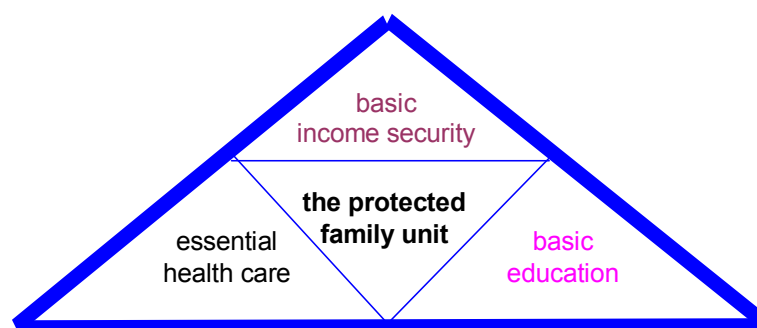 basic
income security
the protected
family unit
essential
health care
basic
education